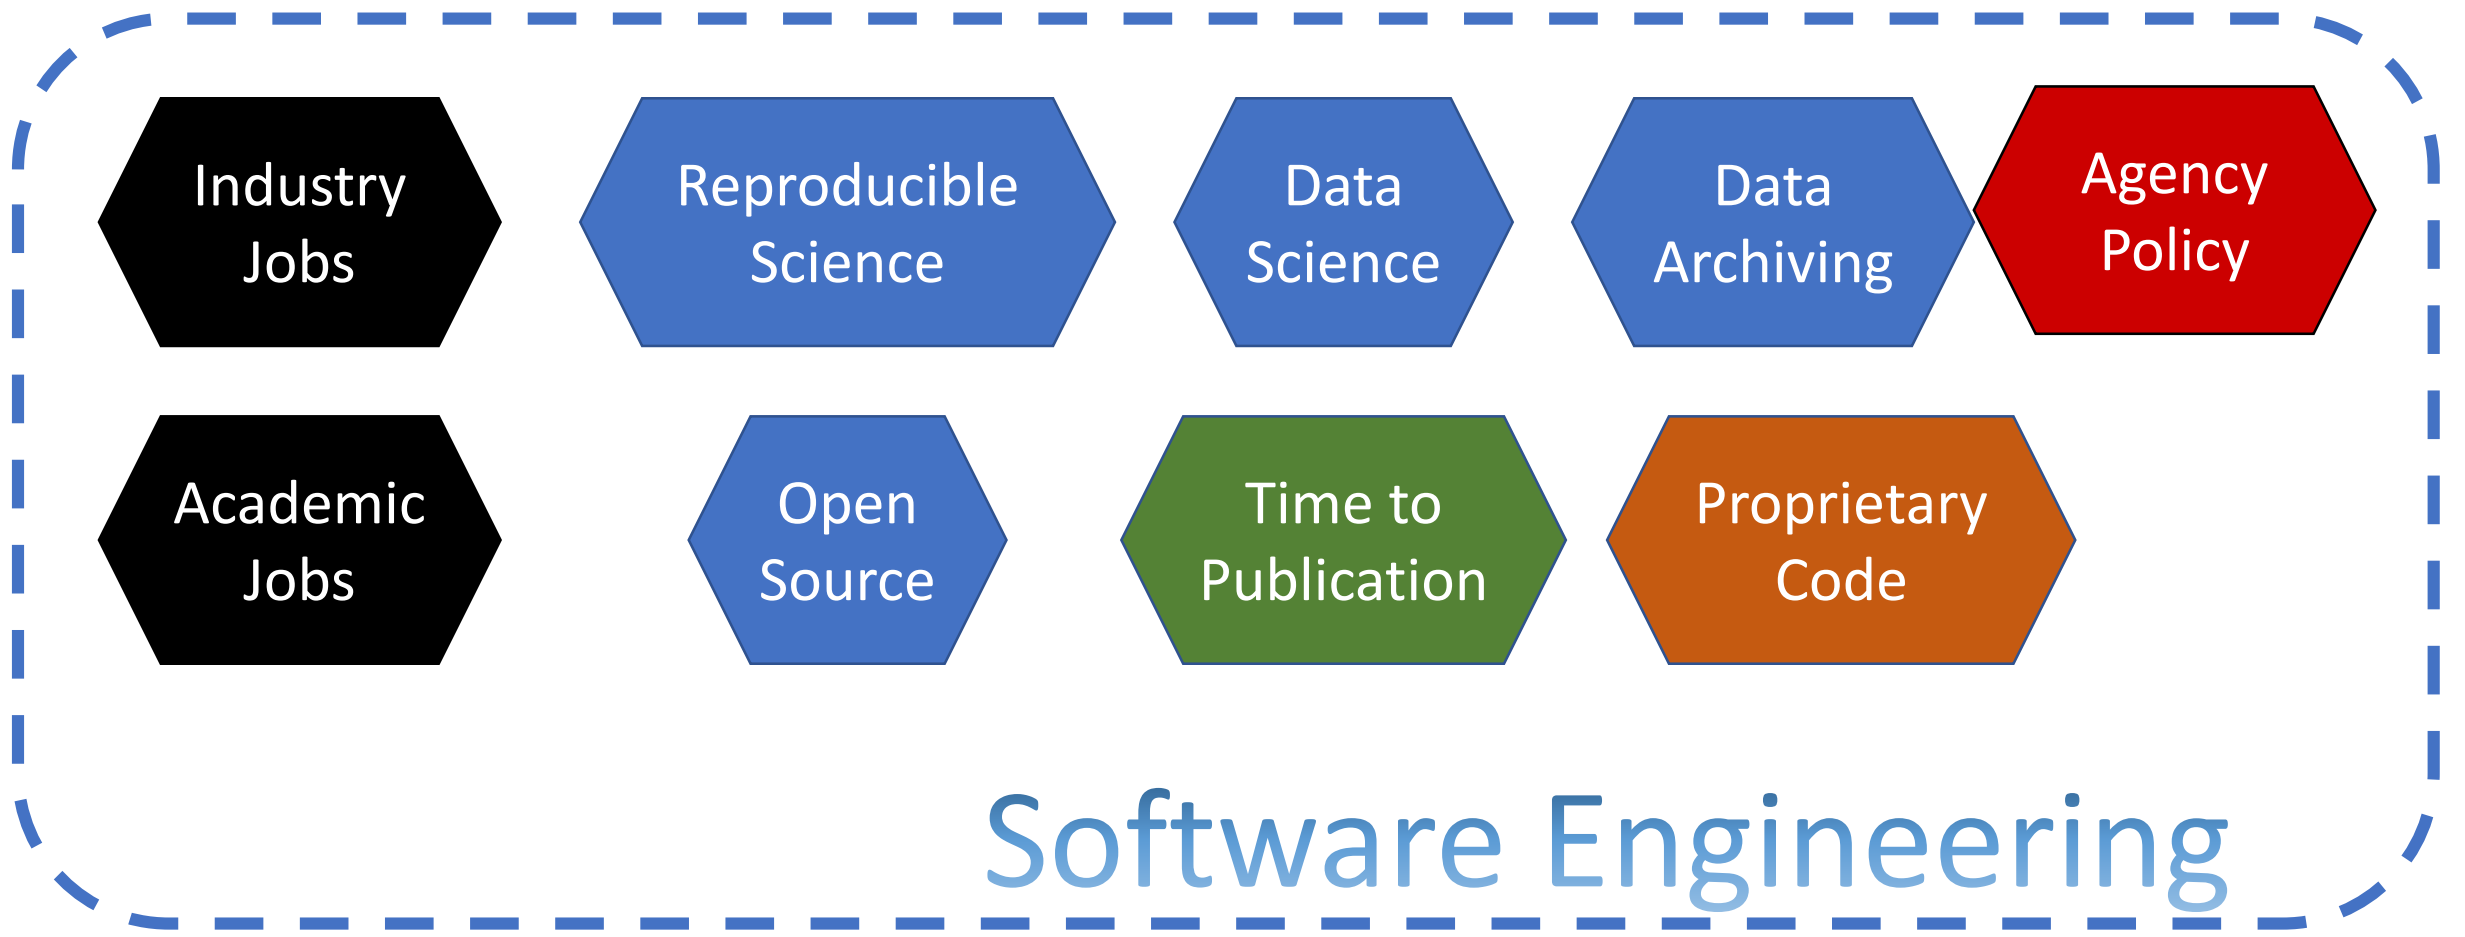 Industry
Jobs
Reproducible
Science
Data
Science
Data
Archiving
Agency
Policy
Academic
Jobs
Open
Source
Time to
Publication
Proprietary
Code
Software Engineering